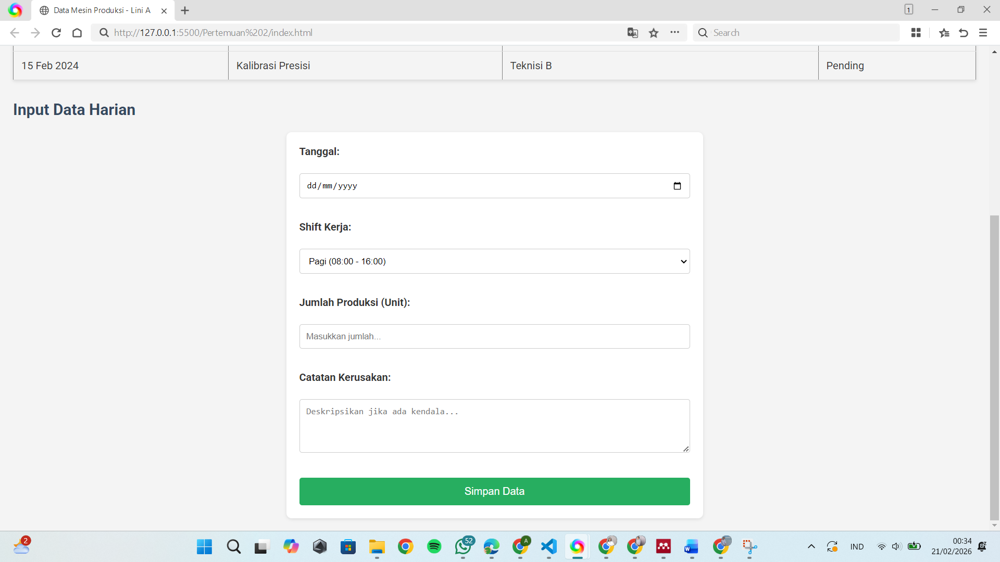 Data Mesin Produksi - Lini A
1
http://127.0.0.1:5500/Pertemuan%202/index.html
Search
15 Feb 2024 Kalibrasi Presisi Teknisi B Pending
Input Data Harian
Tanggal:
dd/mm/yyyy
Shift Kerja:
Pagi (08:00 - 16:00)
Jumlah Produksi (Unit):
Masukkan jumlah...
Catatan Kerusakan:
Deskripsikan jika ada kendala...
Simpan Data
2
52
A
IND
00:34
21/02/2026